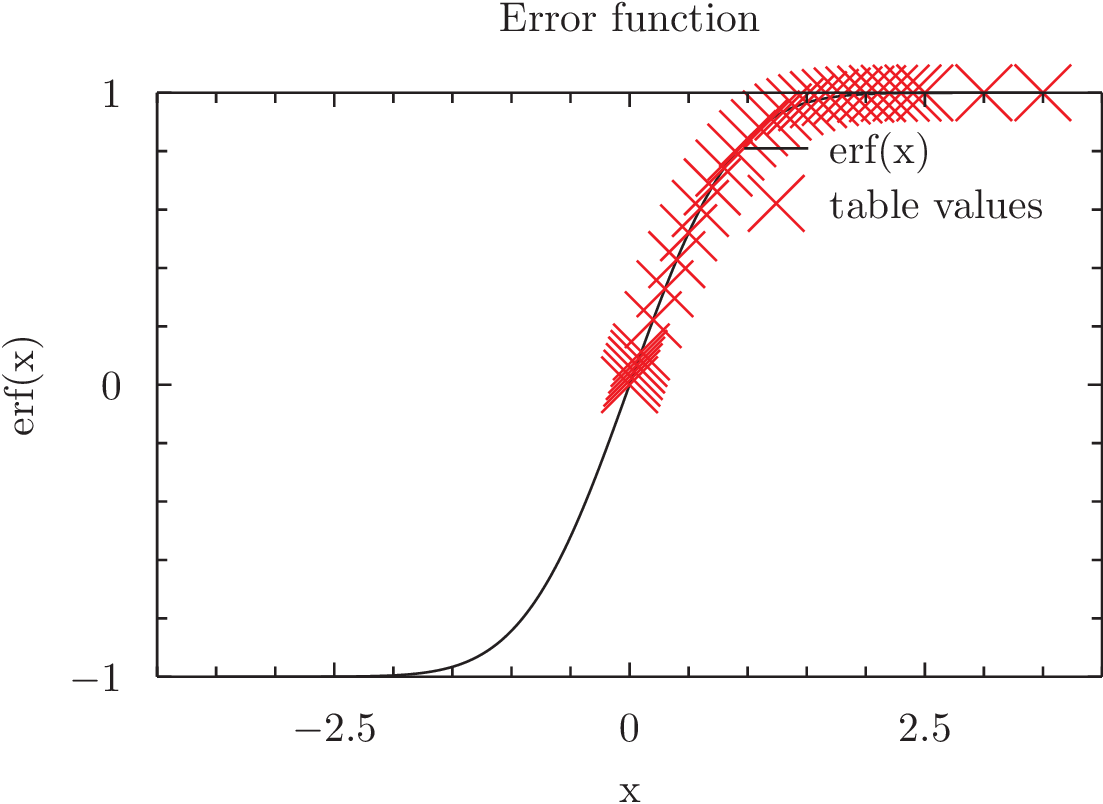 Error function
1
erf(x)
table values
erf(x)
0
−1
−2.5
0
2.5
x